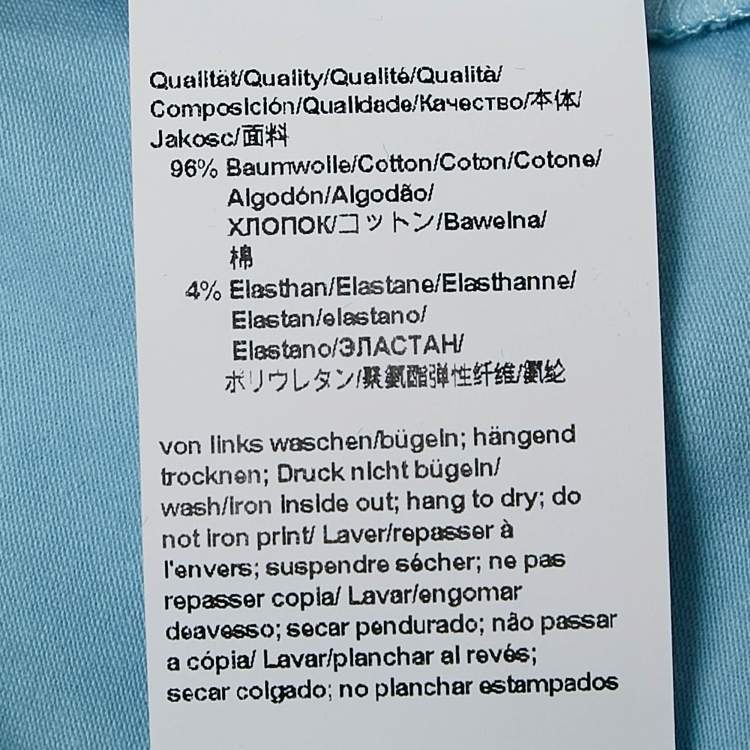 Qualität/Quality/Qualité/Qualità/
Composición/Qualidade/Качество/本体/
Jakosc/面料
96% Baumwolle/Cotton/Coton/Cotone/
Algodón/Algodão/
ХЛОПОК/コットン/Bawelna/
棉
4% Elasthan/Elastane/Elasthanne/
Elastan/elastano/
Elastano/ЭЛАСТАН/
ポリウレタン/聚氨酯弹性纤维/氨纶
von links waschen/bügeln; hängend
trocknen; Druck nicht bügeln/
wash/iron inside out; hang to dry; do
not iron print/ Laver/repasser à
l'envers; suspendre sécher; ne pas
repasser copia/ Lavar/engomar
deavesso; secar pendurado; não passar
a cópia/ Lavar/planchar al revés;
secar colgado; no planchar estampados